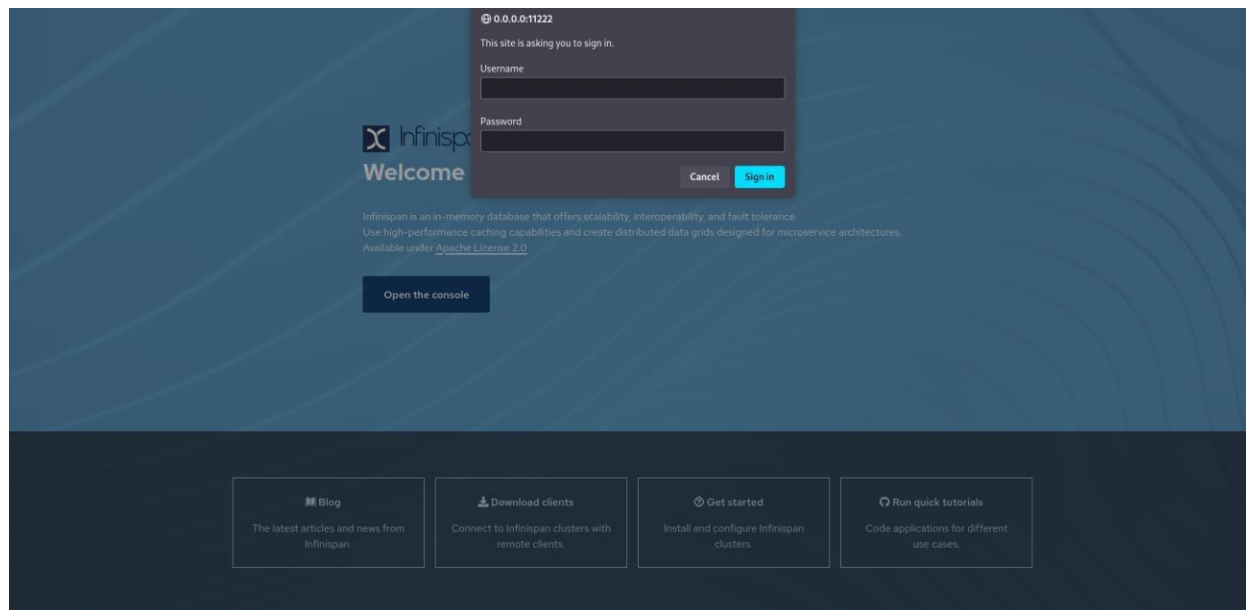 0.0.0.0:11222
This site is asking you to sign in.
Username
Password
Cancel Sign in
Welcome
Infinispan is an in-memory database that offers scalability, interoperability, and fault tolerance.
Use high-performance caching capabilities and create distributed data grids designed for microservice architectures.
Available under Apache License 2.0
Open the console
Blog
The latest articles and news from
Infinispan.
Download clients
Connect to Infinispan clusters with
remote clients.
Get started
Install and configure Infinispan
clusters.
Run quick tutorials
Code applications for different
use cases.